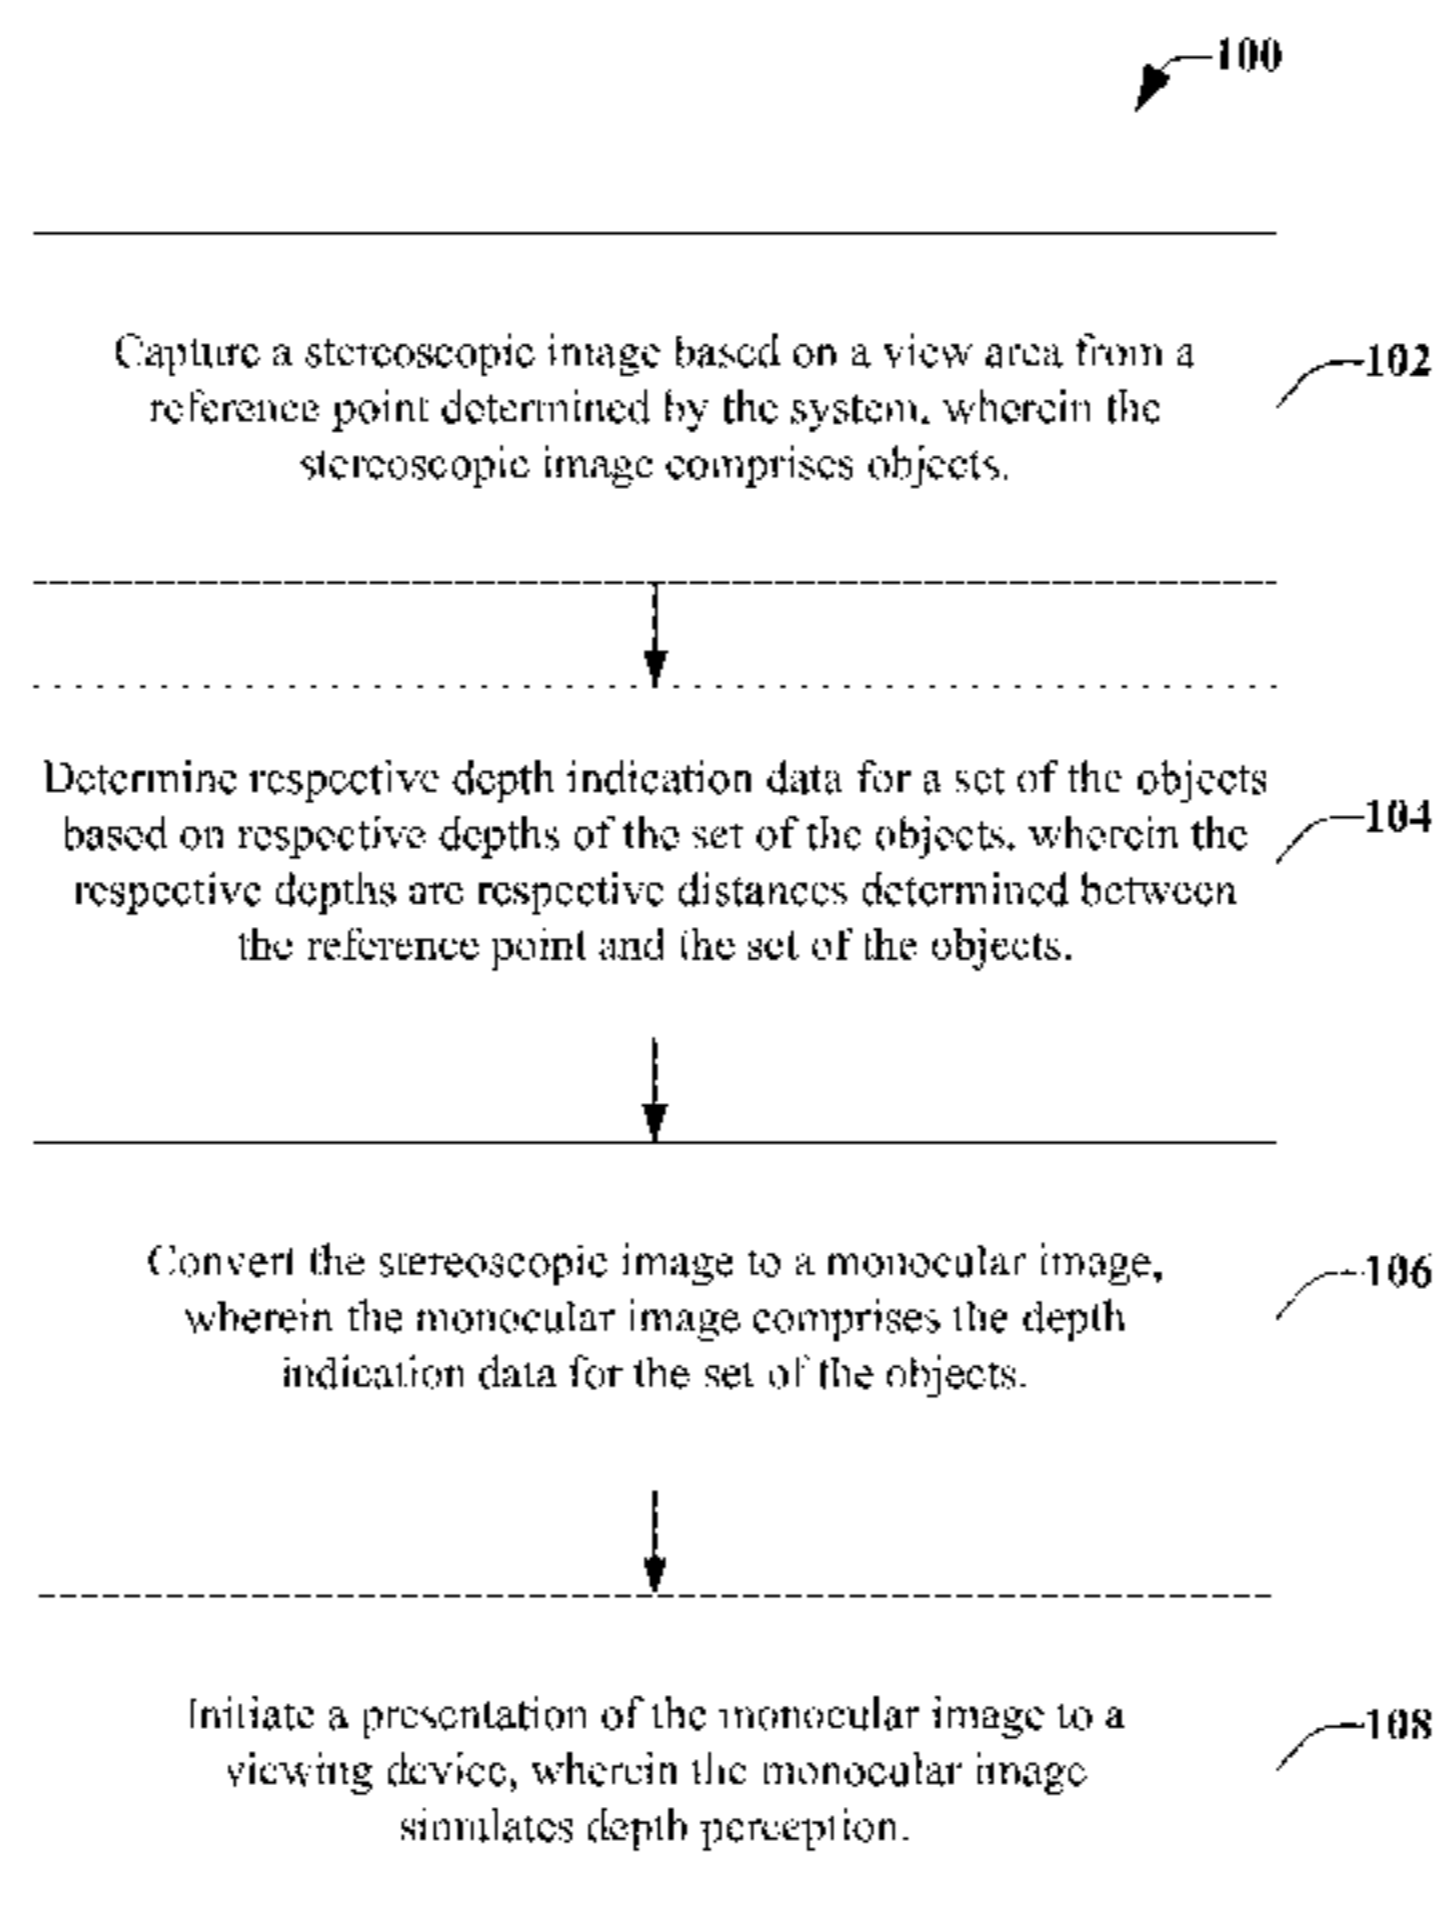 100
Capture a stereoscopic image based on a view area from a
reference point determined by the system, wherein the
stereoscopic image comprises objects.
102
Determine respective depth indication data for a set of the objects
based on respective depths of the set of the objects, wherein the
respective depths are respective distances determined between
the reference point and the set of the objects.
104
Convert the stereoscopic image to a monocular image,
wherein the monocular image comprises the depth
indication data for the set of the objects.
106
Initiate a presentation of the monocular image to a
viewing device, wherein the monocular image
simulates depth perception.
108